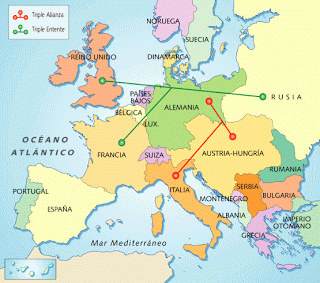 Triple Alianza
Triple Entente
NORUEGA
SUECIA
DINAMARCA
REINO UNIDO
PAÍSES
BAJOS
ALEMANIA
RUSIA
BÉLGICA
LUX.
OCÉANO
ATLÁNTICO
FRANCIA
SUIZA
AUSTRIA-HUNGRÍA
RUMANIA
ITALIA
SERBIA
PORTUGAL
ESPAÑA
MONTENEGRO
BULGARIA
ALBANIA
IMPERIO
OTOMANO
GRECIA
Mar Mediterráneo